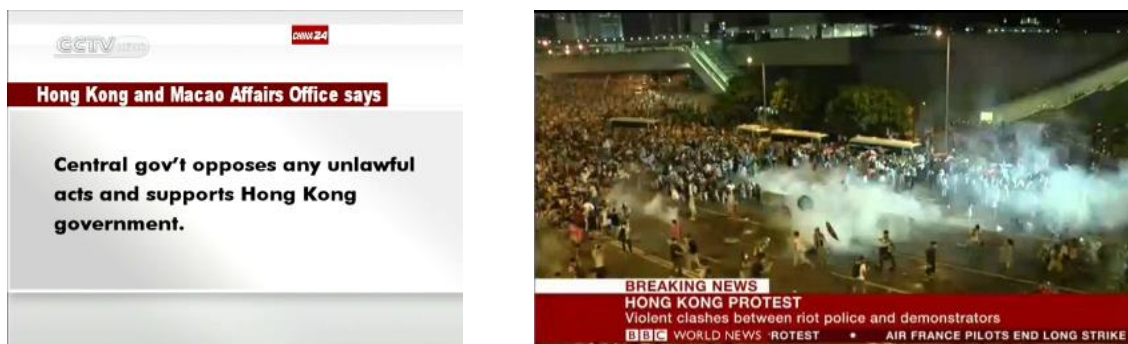 CCTV news
CHINA 24
Hong Kong and Macao Affairs Office says
Central gov't opposes any unlawful
acts and supports Hong Kong
government.
BREAKING NEWS
HONG KONG PROTEST
Violent clashes between riot police and demonstrators
BBC WORLD NEWS ROTEST • AIR FRANCE PILOTS END LONG STRIKE